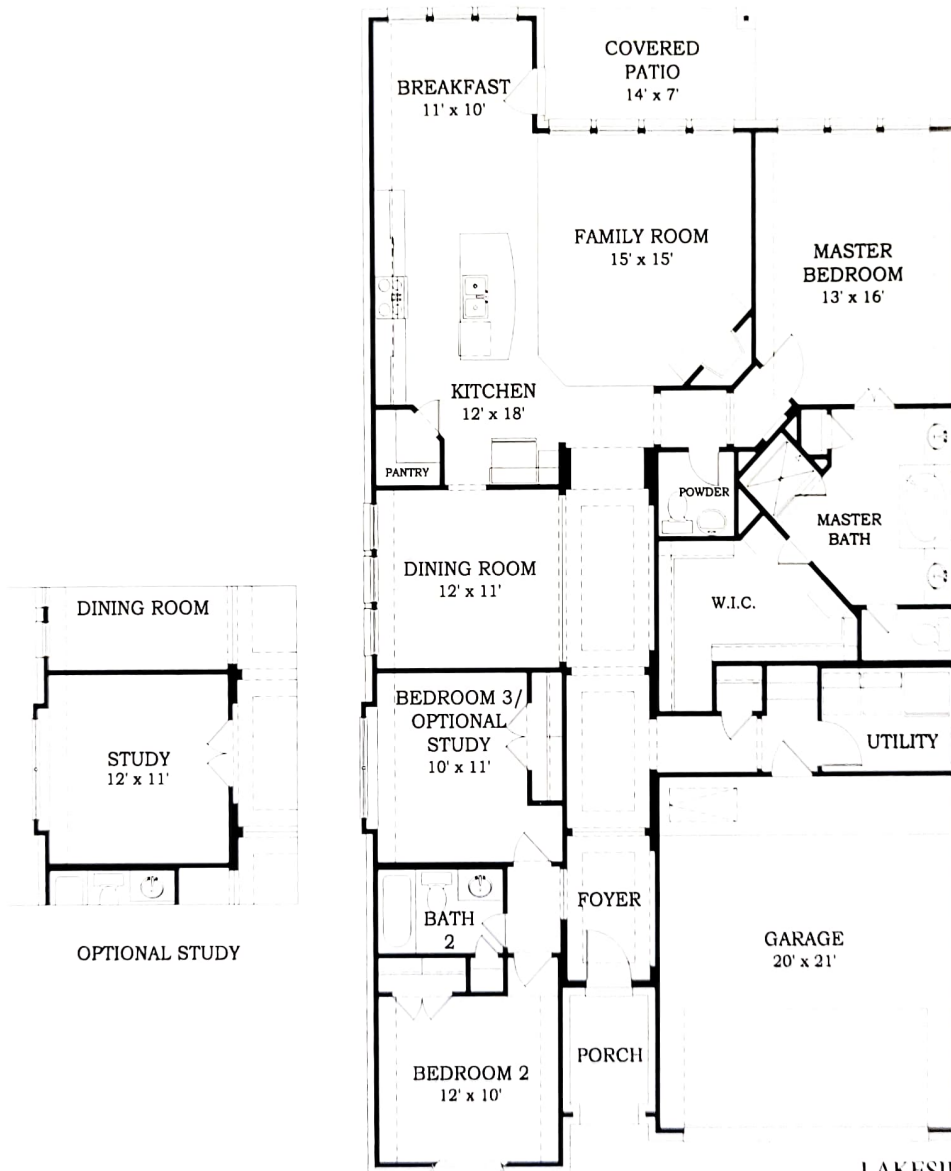 COVERED
PATIO
14' x 7'
BREAKFAST
11' x 10'
FAMILY ROOM
15' x 15'
MASTER
BEDROOM
13' x 16'
KITCHEN
12' x 18'
PANTRY
POWDER
MASTER
BATH
DINING ROOM
12' x 11'
W.I.C.
DINING ROOM
BEDROOM 3/
OPTIONAL
STUDY
10' x 11'
UTILITY
STUDY
12' x 11'
FOYER
BATH
2
GARAGE
20' x 21'
OPTIONAL STUDY
PORCH
BEDROOM 2
12' x 10'